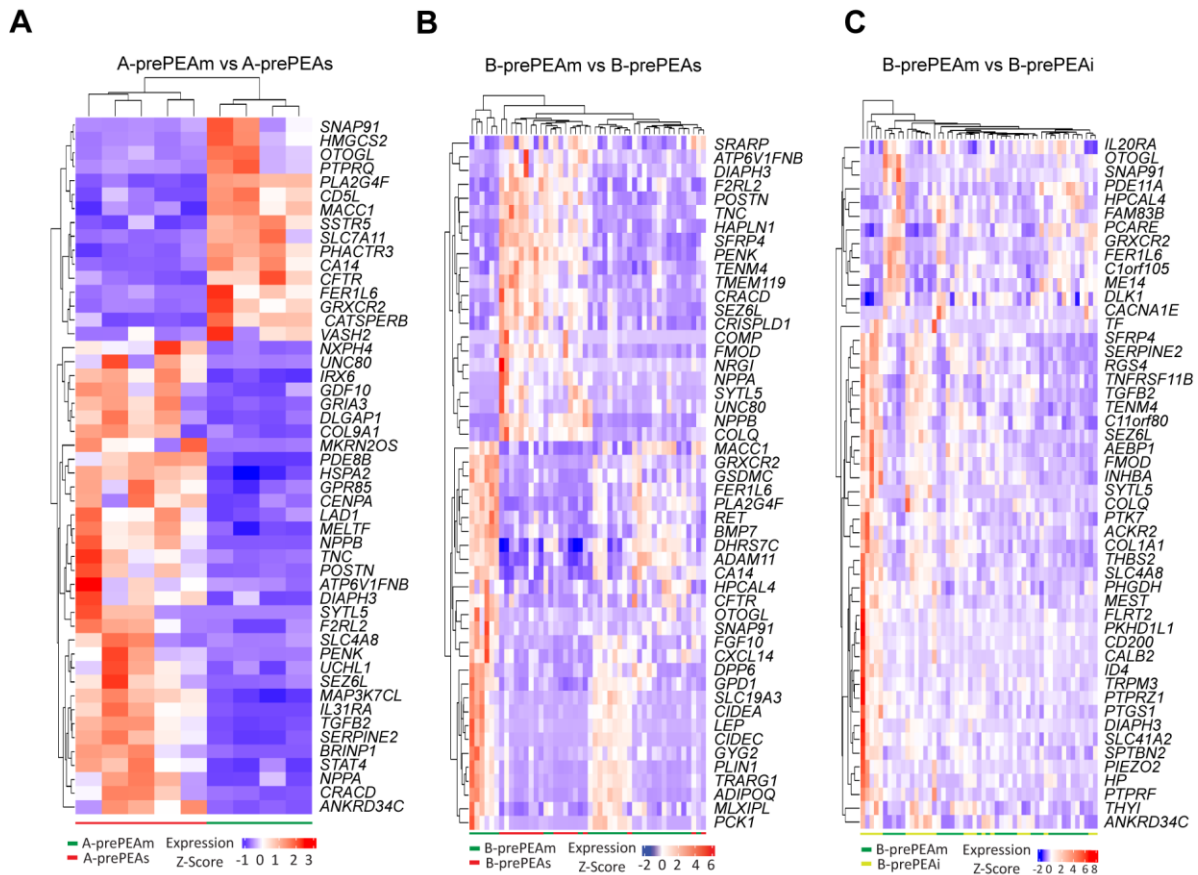 A
A-prePEAm vs A-prePEAs
SNAP91
HMGCS2
OTOGL
PTPRQ
PLA2G4F
CD5L
MACC1
SSTR5
SLC7A11
PHACTR3
CA14
CFTR
FER1L6
GRXCR2
CATSPERB
VASH2
NXPH4
UNC80
IRX6
GDF10
GRIA3
DLGAP1
COL9A1
MKRN2OS
PDE8B
HSPA2
GPR85
CENPA
LAD1
MELTF
NPPB
TNC
POSTN
ATP6V1FNB
DIAPH3
SYTL5
F2RL2
SLC4A8
PENK
UCHL1
SEZ6L
MAP3K7CL
IL31RA
TGFB2
SERPINE2
BRINP1
STAT4
NPPA
CRACD
ANKRD34C
A-prePEAm
A-prePEAs
Expression
Z-Score
-1 0 1 2 3
B
B-prePEAm vs B-prePEAs
SRARP
ATP6V1FNB
DIAPH3
F2RL2
POSTN
TNC
HAPLN1
SFRP4
PENK
TENM4
TMEM119
CRACD
SEZ6L
CRISPLD1
COMP
FMOD
NRGI
NPPA
SYTL5
UNC80
NPPB
COLQ
MACC1
GRXCR2
GSDMC
FER1L6
PLA2G4F
RET
BMP7
DHRS7C
ADAM11
CA14
HPCAL4
CFTR
OTOGL
SNAP91
FGF10
CXCL14
DPP6
GPD1
SLC19A3
CIDEA
LEP
CIDEC
GYG2
PLIN1
TRARG1
ADIPOQ
MLXIPL
PCK1
B-prePEAm
B-prePEAs
Expression
Z-Score
-2 0 2 4 6
C
B-prePEAm vs B-prePEAi
IL20RA
OTOGL
SNAP91
PDE11A
HPCAL4
FAM83B
PCARE
GRXCR2
FER1L6
C1orf105
ME14
DLK1
CACNA1E
TF
SFRP4
SERPINE2
RGS4
TNFRSF11B
TGFB2
TENM4
C11orf80
SEZ6L
AEBP1
FMOD
INHBA
SYTL5
COLQ
PTK7
ACKR2
COL1A1
THBS2
SLC4A8
PHGDH
MEST
FLRT2
PKHD1L1
CD200
CALB2
ID4
TRPM3
PTPRZ1
PTGS1
DIAPH3
SLC41A2
SPTBN2
PIEZO2
HP
PTPRF
THYI
ANKRD34C
B-prePEAm
B-prePEAi
Expression
Z-Score
-2 0 2 4 6 8